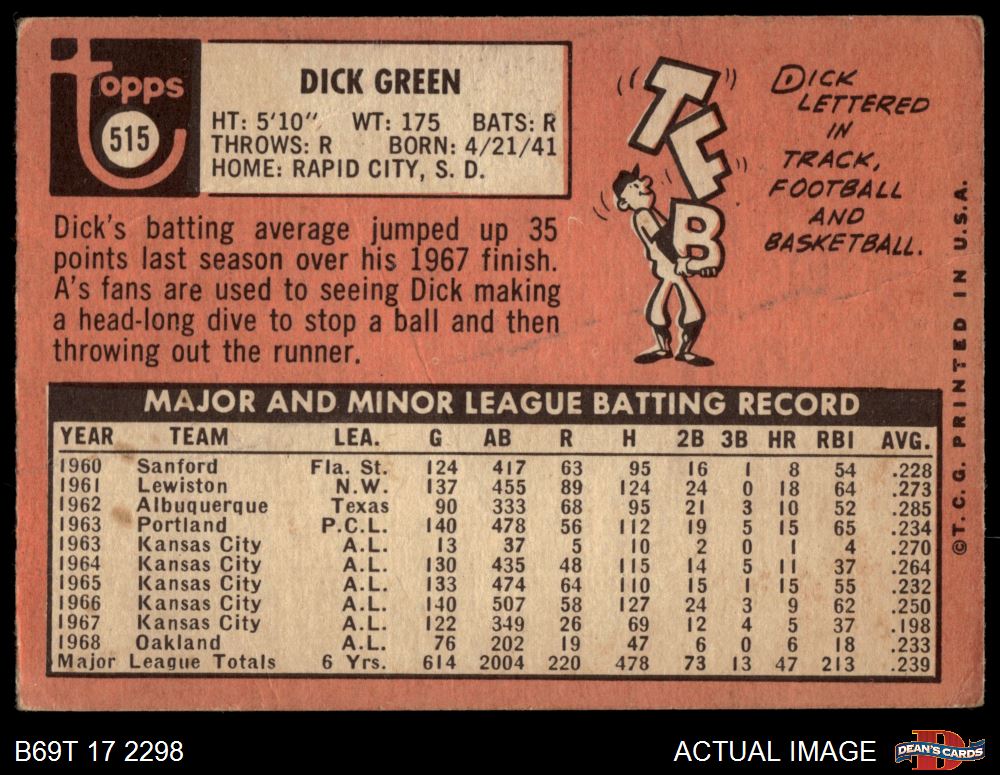 topps
515
DICK GREEN
HT: 5'10" WT: 175 BATS: R
THROWS: R BORN: 4/21/41
HOME: RAPID CITY, S. D.
Dick's batting average jumped up 35
points last season over his 1967 finish.
A's fans are used to seeing Dick making
a head-long dive to stop a ball and then
throwing out the runner.
T
F
B
DICK
LETTERED
IN
TRACK,
FOOTBALL
AND
BASKETBALL.
©T.C.G. PRINTED IN U.S.A.
MAJOR AND MINOR LEAGUE BATTING RECORD
YEAR TEAM LEA. G AB R H 2B 3B HR RBI AVG.
1960 Sanford Fla. St. 124 417 63 95 16 1 8 54 .228
1961 Lewiston N.W. 137 455 89 124 24 0 18 64 .273
1962 Albuquerque Texas 90 333 68 95 21 3 10 52 .285
1963 Portland P.C.L. 140 478 56 112 19 5 15 65 .234
1963 Kansas City A.L. 13 37 5 10 2 0 1 4 .270
1964 Kansas City A.L. 130 435 48 115 14 5 11 37 .264
1965 Kansas City A.L. 133 474 64 110 15 1 15 55 .232
1966 Kansas City A.L. 140 507 58 127 24 3 9 62 .250
1967 Kansas City A.L. 122 349 26 69 12 4 5 37 .198
1968 Oakland A.L. 76 202 19 47 6 0 6 18 .233
Major League Totals 6 Yrs. 614 2004 220 478 73 13 47 213 .239
B69T 17 2298
ACTUAL IMAGE
DEAN'S CARDS